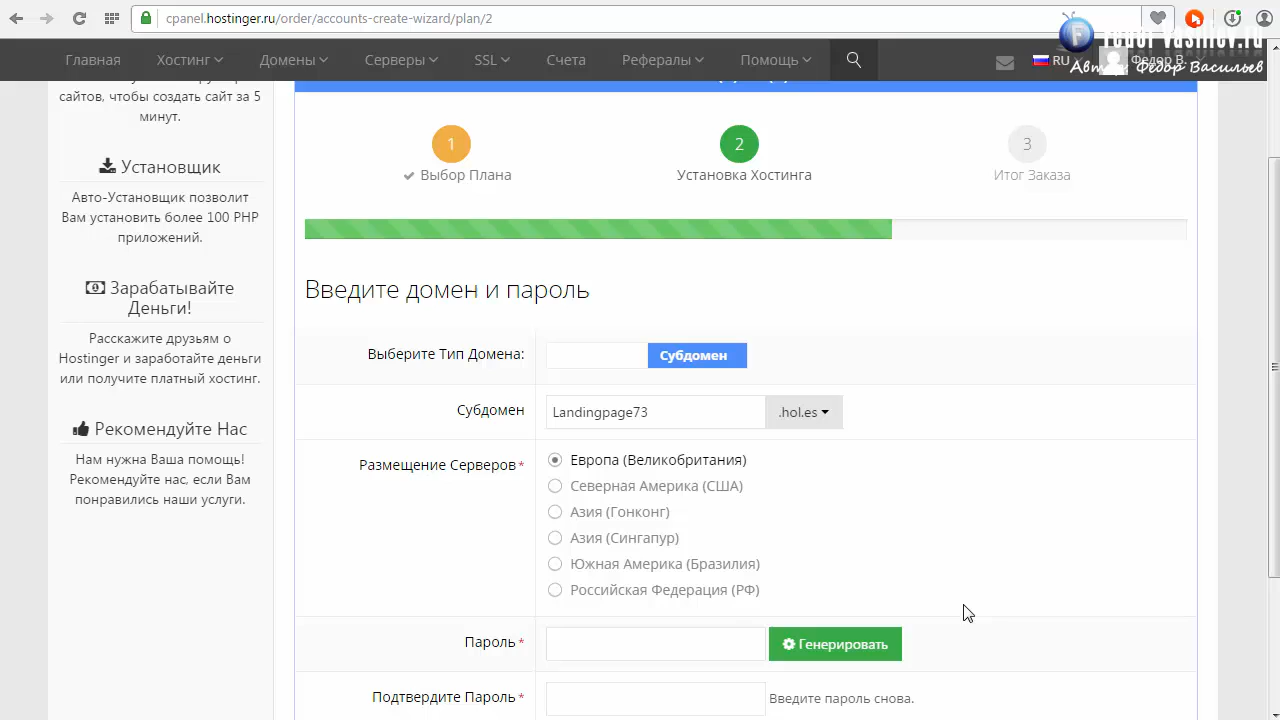 cpanel.hostinger.ru/order/accounts-create-wizard/plan/2
Fedor-Vasiliev.ru
Автор: Федор Васильев
Главная Хостинг Домены Серверы SSL Счета Рефералы Помощь RU Федор В.
сайтов, чтобы создать сайт за 5
минут.
Установщик
Авто-Установщик позволит
Вам установить более 100 PHP
приложений.
Зарабатывайте
Деньги!
Расскажите друзьям о
Hostinger и заработайте деньги
или получите платный хостинг.
Рекомендуйте Нас
Нам нужна Ваша помощь!
Рекомендуйте нас, если Вам
понравились наши услуги.
1
Выбор Плана
2
Установка Хостинга
3
Итог Заказа
Введите домен и пароль
Выберите Тип Домена: Субдомен
Субдомен Landingpage73 .hol.es
Размещение Серверов*
Европа (Великобритания)
Северная Америка (США)
Азия (Гонконг)
Азия (Сингапур)
Южная Америка (Бразилия)
Российская Федерация (РФ)
Пароль* Генерировать
Подтвердите Пароль* Введите пароль снова.